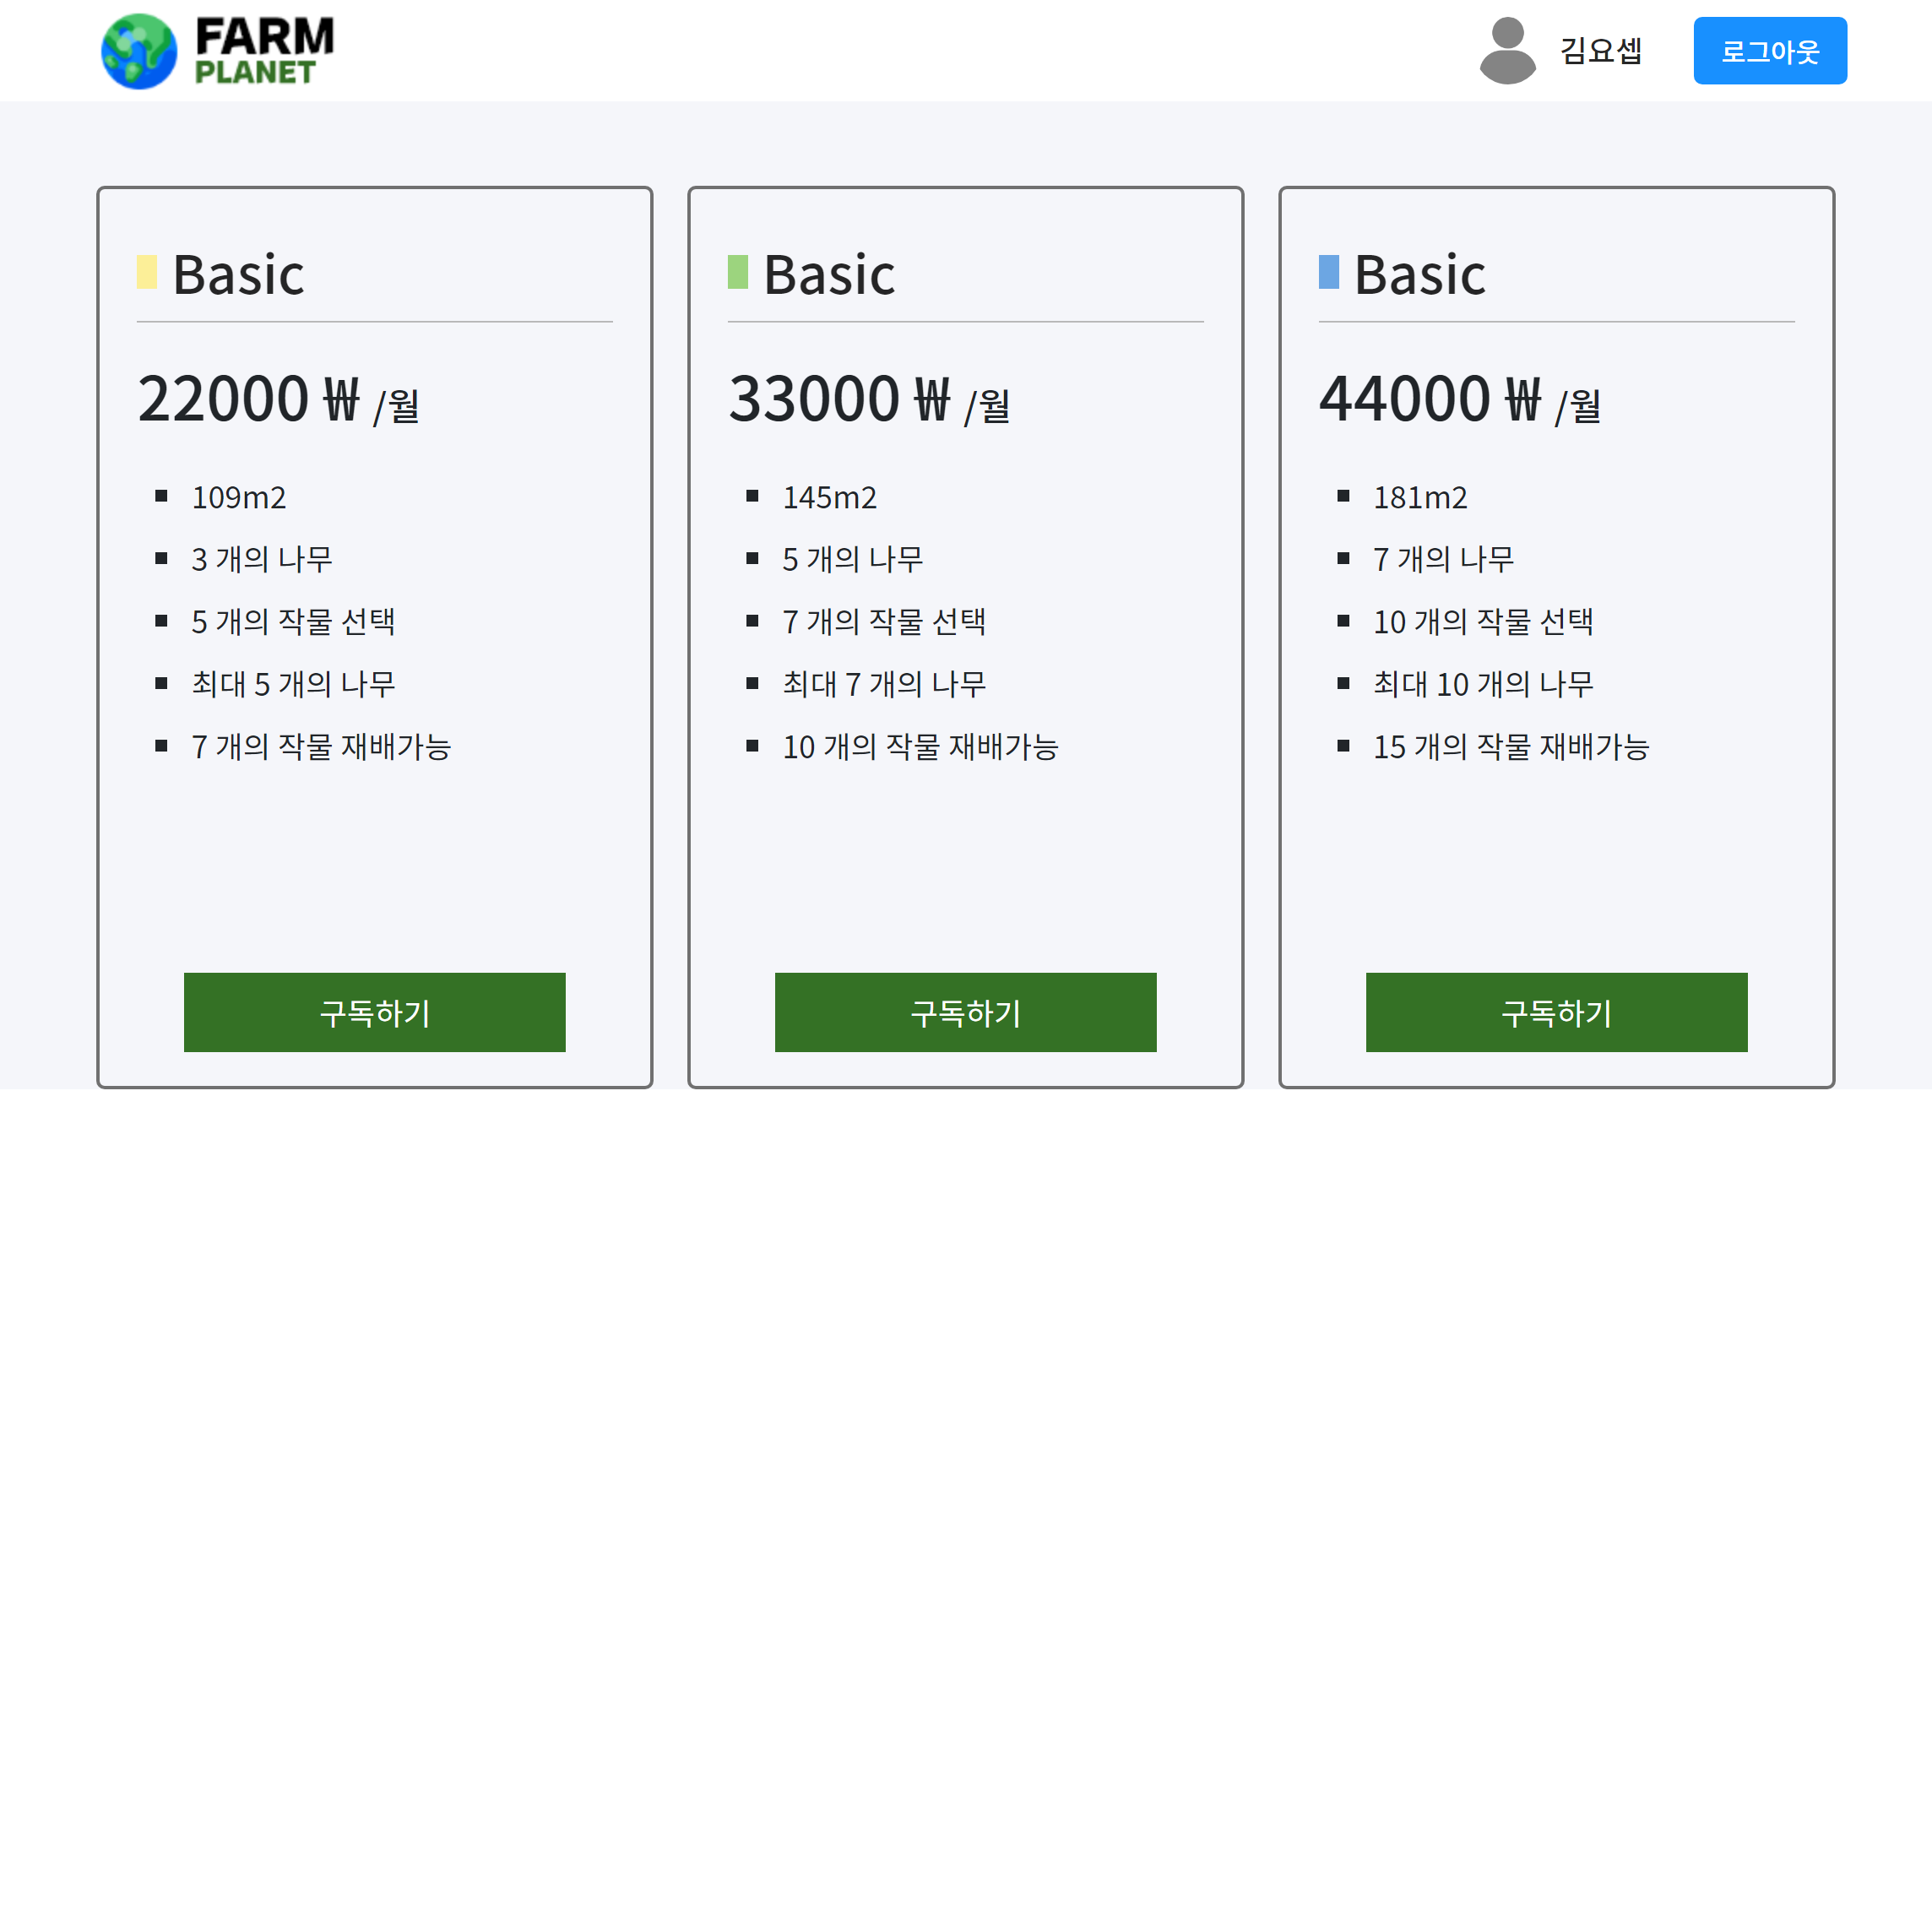 FARM
PLANET
김요셉
로그아웃
Basic
22000 ₩ /월
109m2
3 개의 나무
5 개의 작물 선택
최대 5 개의 나무
7 개의 작물 재배가능
구독하기
Basic
33000 ₩ /월
145m2
5 개의 나무
7 개의 작물 선택
최대 7 개의 나무
10 개의 작물 재배가능
구독하기
Basic
44000 ₩ /월
181m2
7 개의 나무
10 개의 작물 선택
최대 10 개의 나무
15 개의 작물 재배가능
구독하기